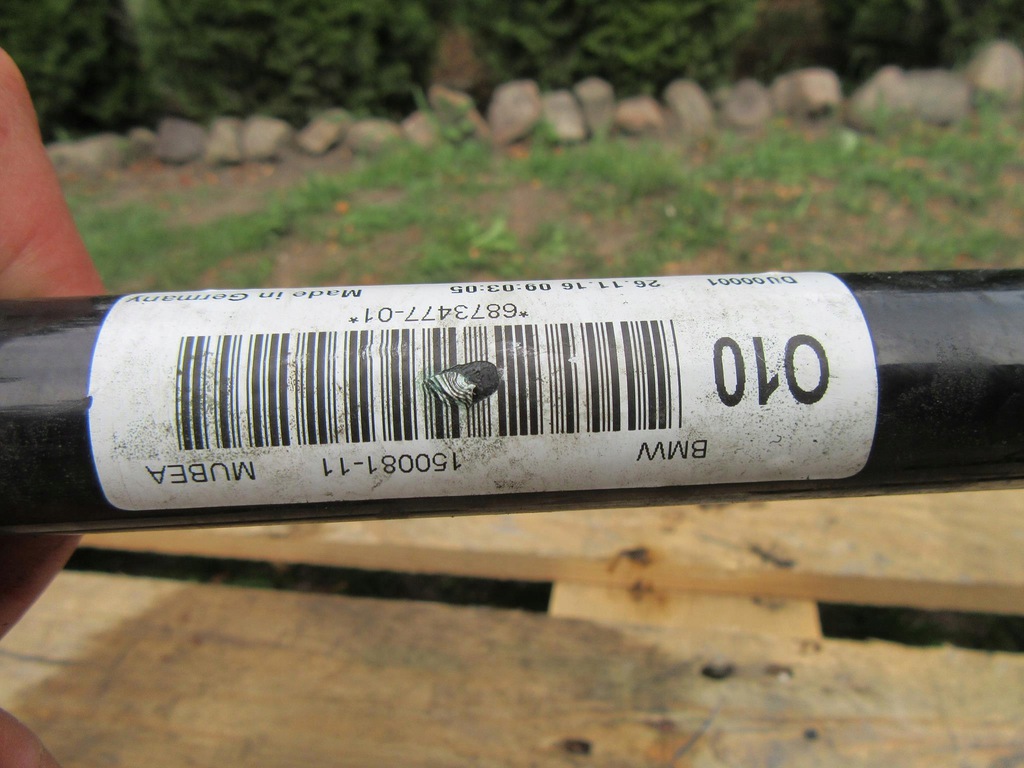 BMW 150081-11 MUBEA
010
*6873477-01*
DU00001 26.11.16 09:03:05 Made in Germany